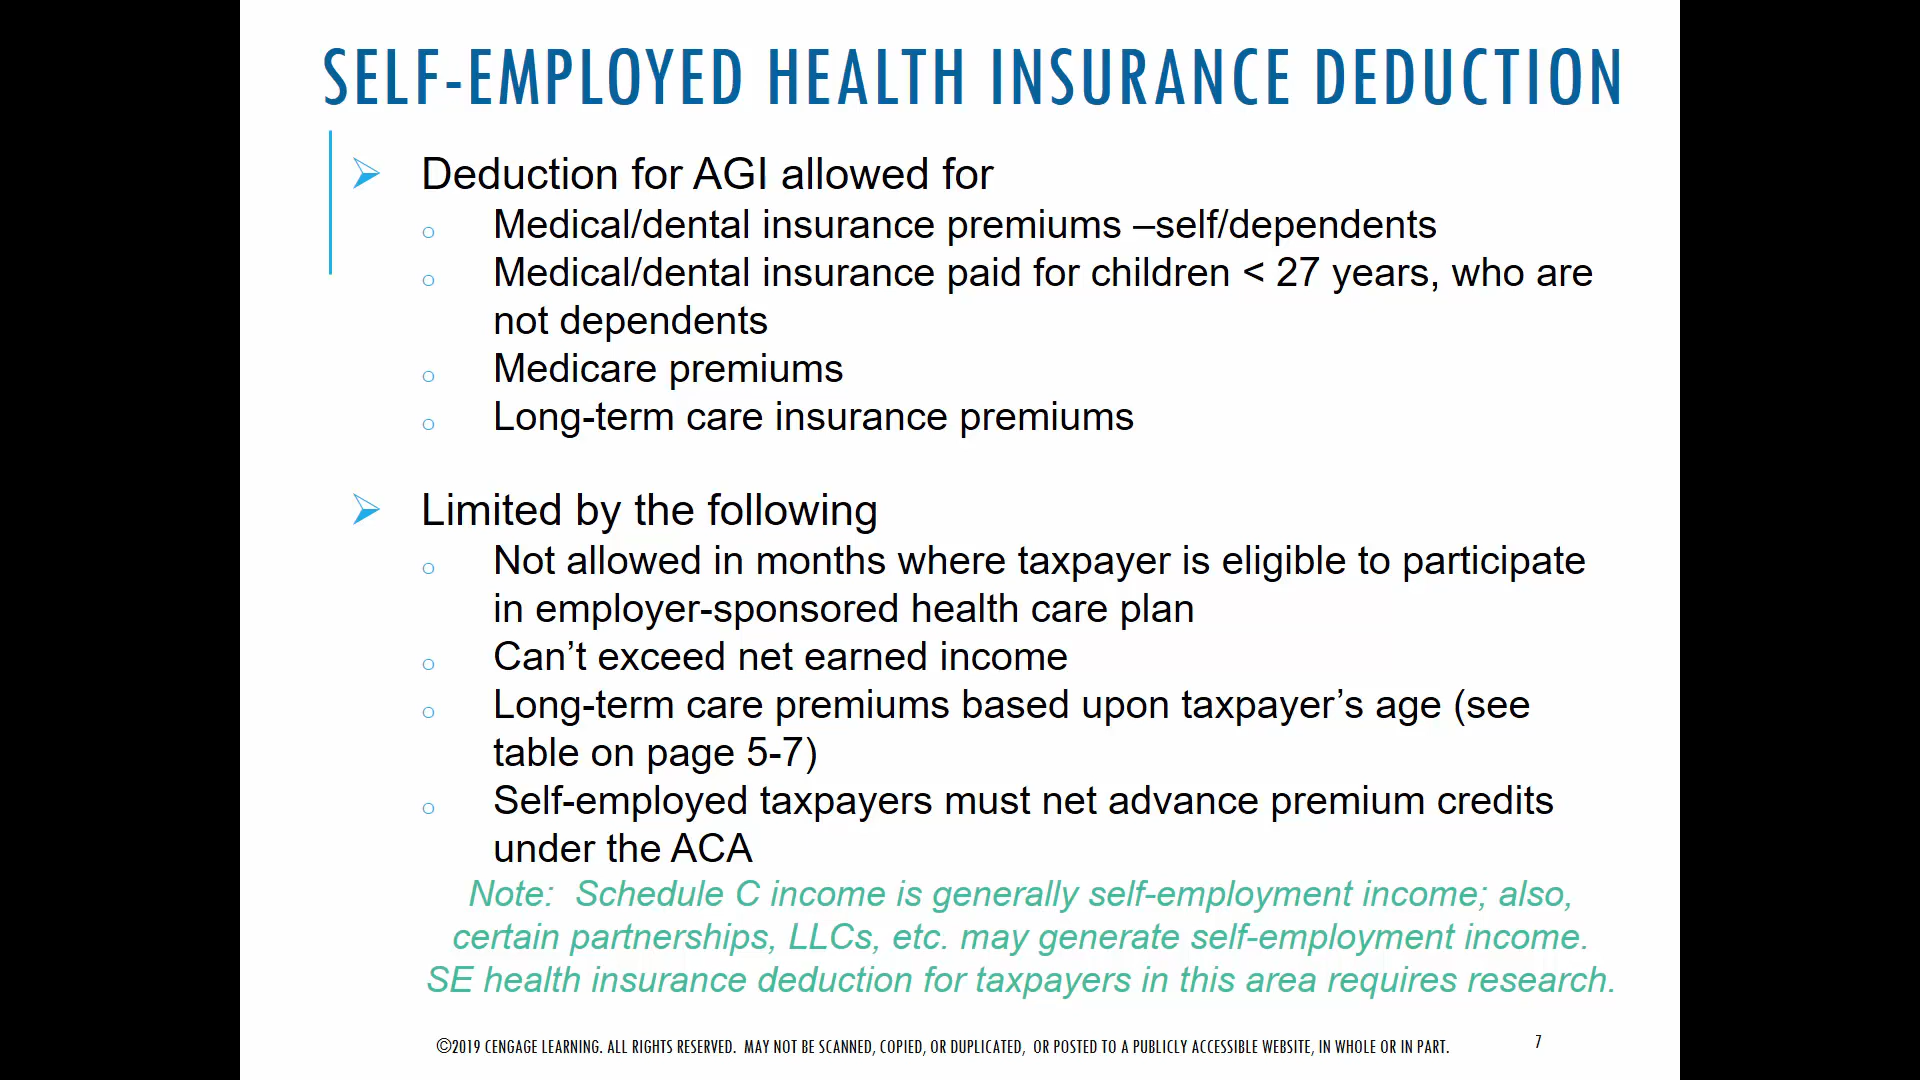 SELF-EMPLOYED HEALTH INSURANCE DEDUCTION
Deduction for AGI allowed for
Medical/dental insurance premiums –self/dependents
Medical/dental insurance paid for children < 27 years, who are
not dependents
Medicare premiums
Long-term care insurance premiums
Limited by the following
Not allowed in months where taxpayer is eligible to participate
in employer-sponsored health care plan
Can’t exceed net earned income
Long-term care premiums based upon taxpayer’s age (see
table on page 5-7)
Self-employed taxpayers must net advance premium credits
under the ACA
Note: Schedule C income is generally self-employment income; also,
certain partnerships, LLCs, etc. may generate self-employment income.
SE health insurance deduction for taxpayers in this area requires research.
©2019 CENGAGE LEARNING. ALL RIGHTS RESERVED. MAY NOT BE SCANNED, COPIED, OR DUPLICATED, OR POSTED TO A PUBLICLY ACCESSIBLE WEBSITE, IN WHOLE OR IN PART.
7